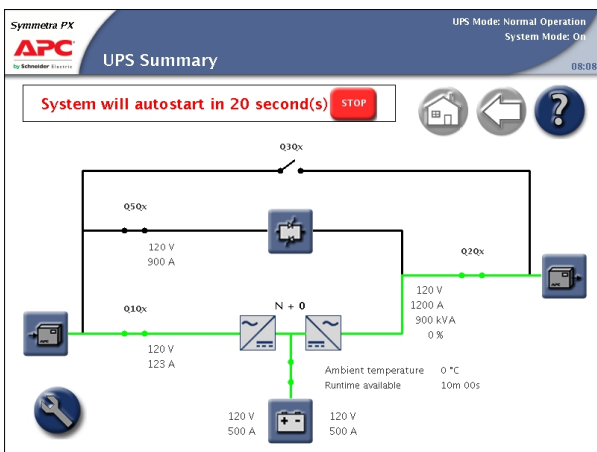 Symmetra PX
APC
by Schneider Electric
UPS Summary
UPS Mode: Normal Operation
System Mode: On
08:08
System will autostart in 20 second(s)
STOP
?
Q3Qx
Q5Qx
120 V
900 A
Q2Qx
120 V
1200 A
900 kVA
0 %
Q1Qx
120 V
123 A
N + 0
Ambient temperature 0 °C
Runtime available 10m 00s
120 V
500 A
120 V
500 A